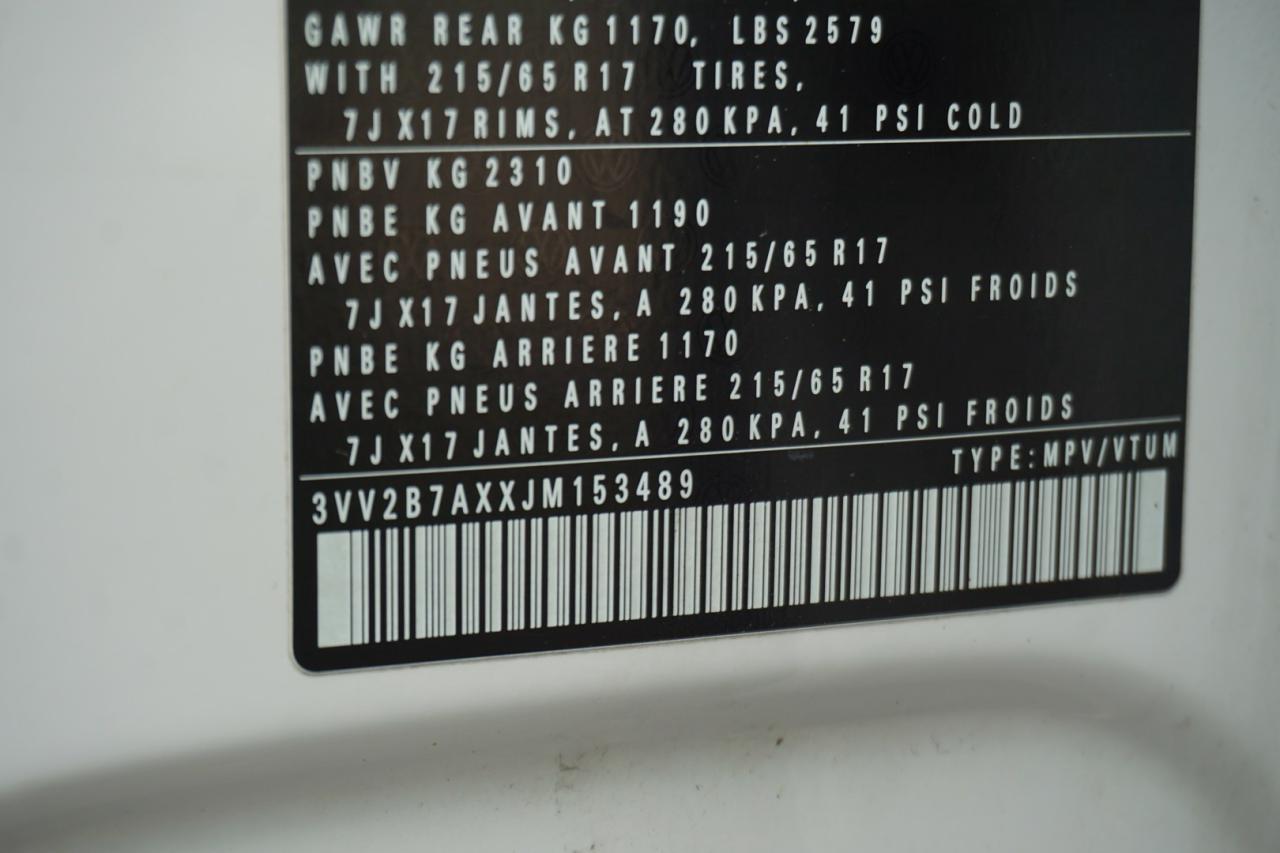 GAWR REAR KG 1170, LBS 2579
WITH 215/65 R17 TIRES,
7J X17 RIMS, AT 280 KPA, 41 PSI COLD
PNBV KG 2310
PNBE KG AVANT 1190
AVEC PNEUS AVANT 215/65 R17
7J X17 JANTES, A 280 KPA, 41 PSI FROIDS
PNBE KG ARRIERE 1170
AVEC PNEUS ARRIERE 215/65 R17
7J X17 JANTES, A 280 KPA, 41 PSI FROIDS
TYPE:MPV/VTUM
3VV2B7AXXJM153489